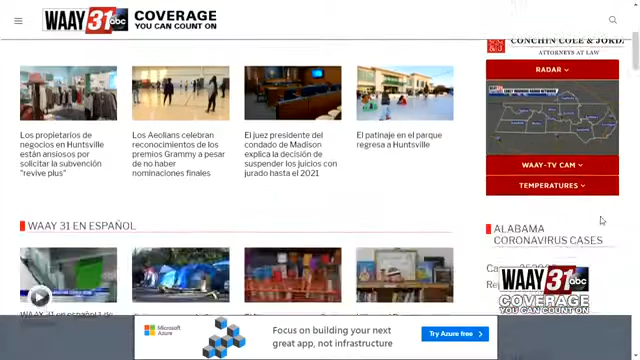 WAAY 31 abc COVERAGE
YOU CAN COUNT ON
CONCHIN COLE & JORD
ATTORNEYS AT LAW
RADAR
WAAY-TV CAM
TEMPERATURES
Los propietarios de
negocios en Huntsville
están ansiosos por
solicitar la subvención
"revive plus"
Los Aeolians celebran
reconocimientos de los
premios Grammy a pesar
de no haber
nominaciones finales
El juez presidente del
condado de Madison
explica la decisión de
suspender los juicios con
jurado hasta el 2021
El patinaje en el parque
regresa a Huntsville
WAAY 31 EN ESPAÑOL
ALABAMA
CORONAVIRUS CASES
WAAY 31 abc
COVERAGE
YOU CAN COUNT ON
Microsoft
Azure
Focus on building your next
great app, not infrastructure
Try Azure free